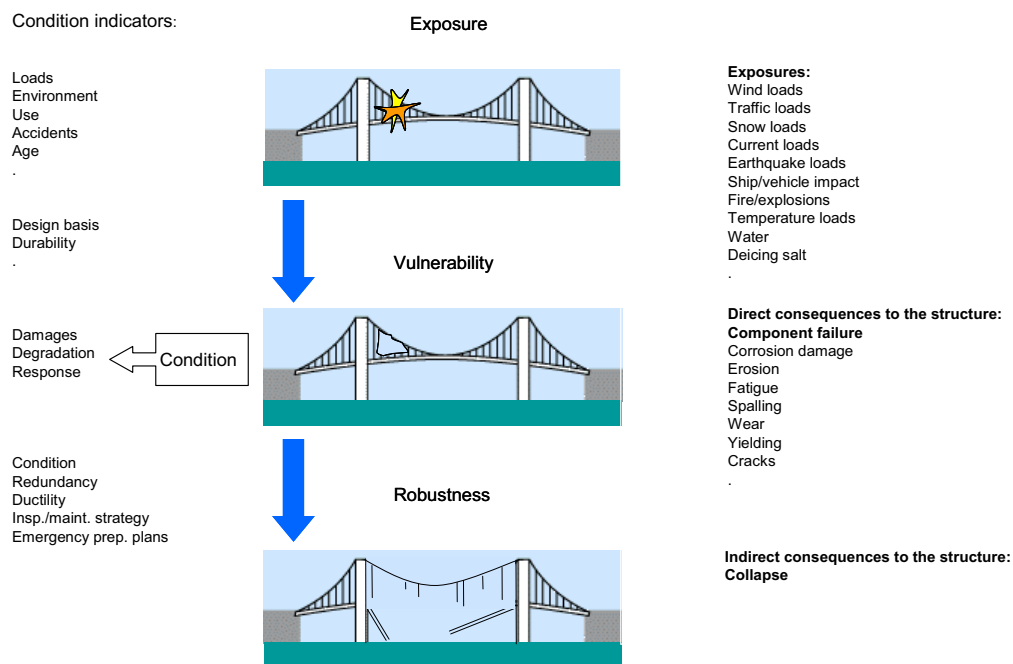 Condition indicators:
Exposure
Loads
Environment
Use
Accidents
Age
.
Exposures:
Wind loads
Traffic loads
Snow loads
Current loads
Earthquake loads
Ship/vehicle impact
Fire/explosions
Temperature loads
Water
Deicing salt
.
Design basis
Durability
.
Vulnerability
Damages
Degradation
Response
Condition
Direct consequences to the structure:
Component failure
Corrosion damage
Erosion
Fatigue
Spalling
Wear
Yielding
Cracks
.
Condition
Redundancy
Ductility
Insp./maint. strategy
Emergency prep. plans
Robustness
Indirect consequences to the structure:
Collapse